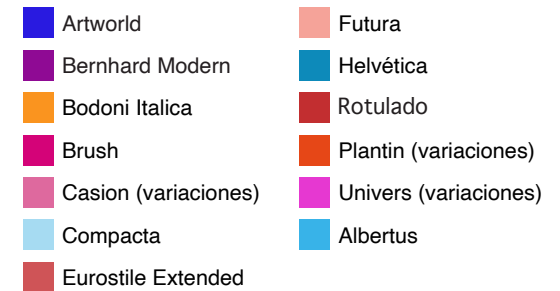 Artworld
Bernhard Modern
Bodoni Italica
Brush
Casion (variaciones)
Compacta
Eurostile Extended
Futura
Helvética
Rotulado
Plantin (variaciones)
Univers (variaciones)
Albertus